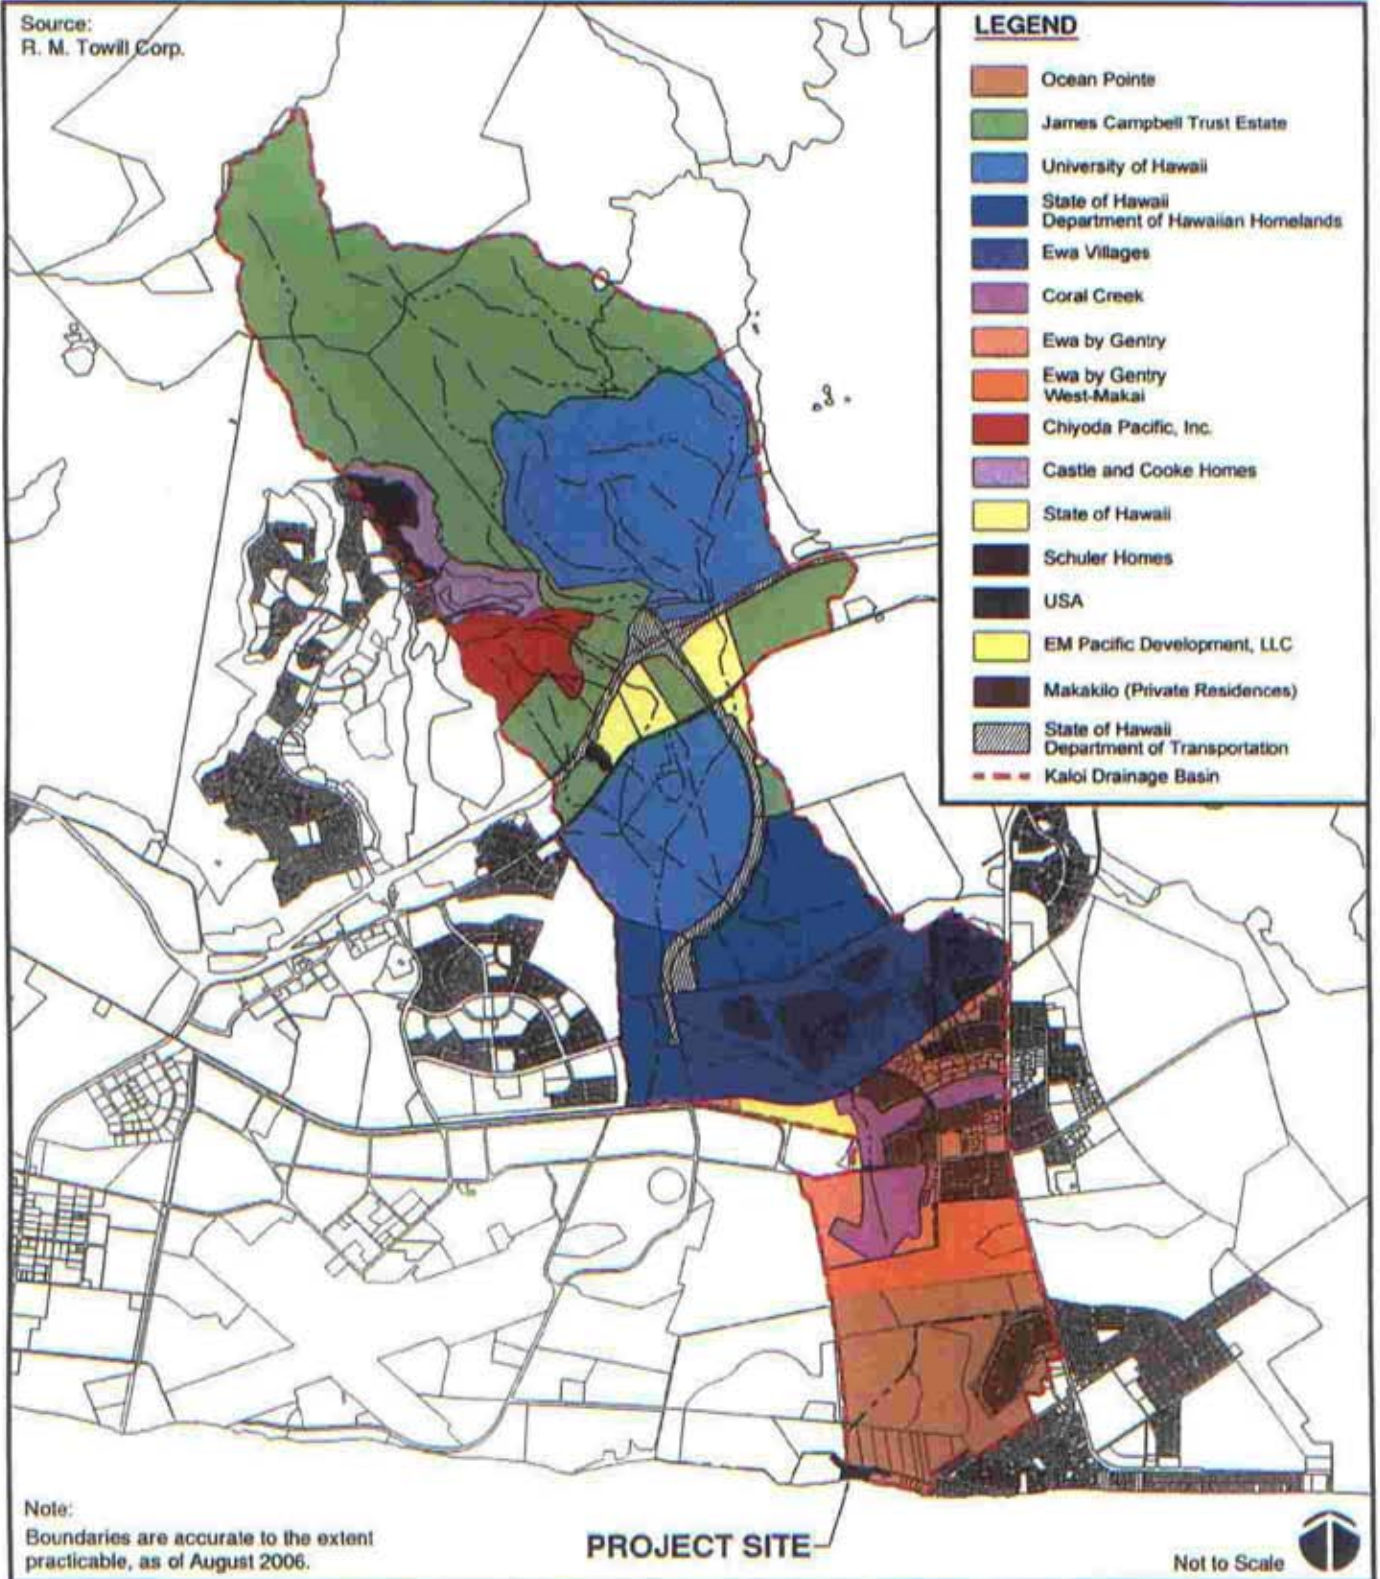 Source:
R. M. Towill Corp.
LEGEND
Ocean Pointe
James Campbell Trust Estate
University of Hawaii
State of Hawaii
Department of Hawaiian Homelands
Ewa Villages
Coral Creek
Ewa by Gentry
Ewa by Gentry
West-Makai
Chiyoda Pacific, Inc.
Castle and Cooke Homes
State of Hawaii
Schuler Homes
USA
EM Pacific Development, LLC
Makakilo (Private Residences)
State of Hawaii
Department of Transportation
Kaloi Drainage Basin
Note:
Boundaries are accurate to the extent
practicable, as of August 2006.
PROJECT SITE
Not to Scale